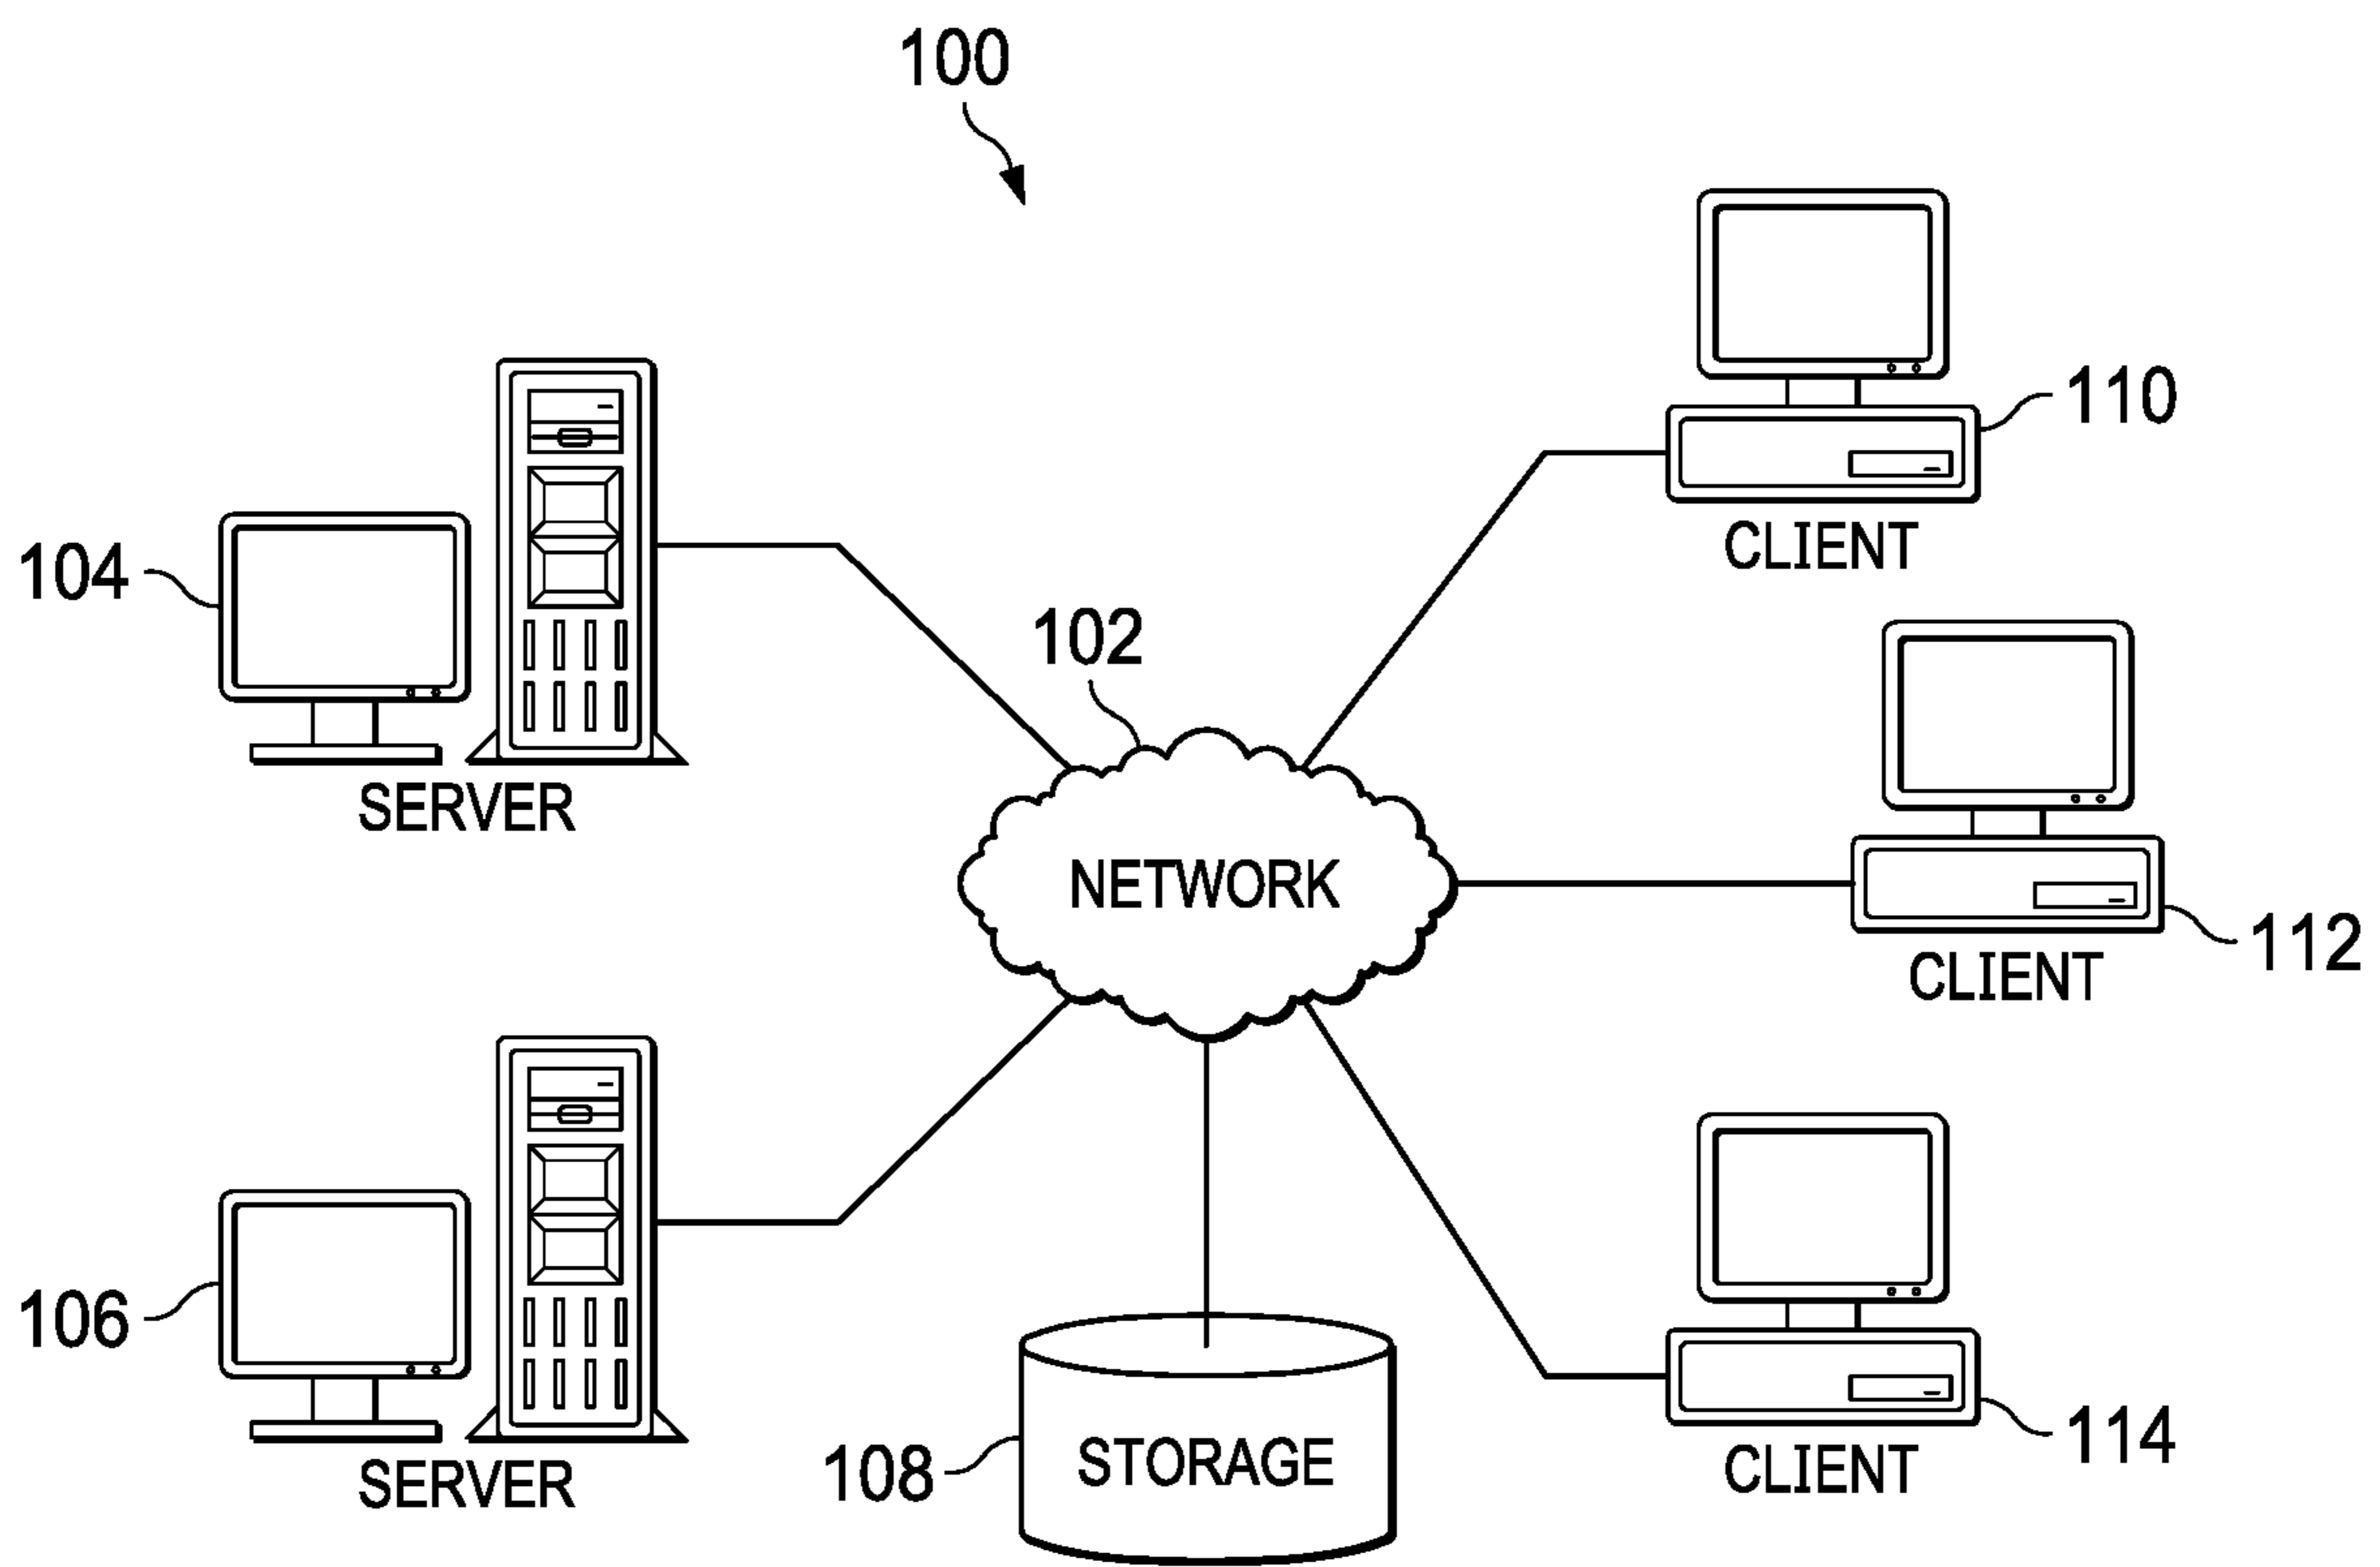 100
110
CLIENT
104
SERVER
102
NETWORK
112
CLIENT
106
SERVER
108
STORAGE
114
CLIENT